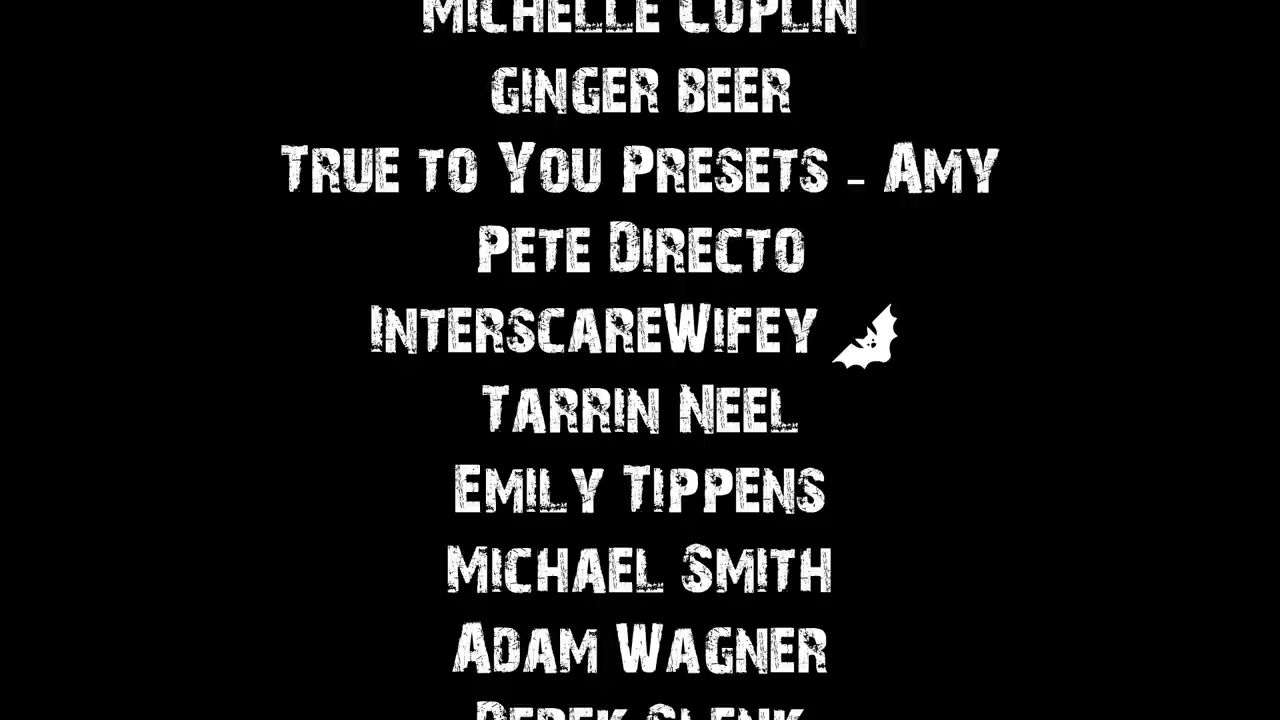 Michelle Coplin
Ginger Beer
True to You Presets - Amy
Pete Directo
InterscareWifey 🦇
Tarrin Neel
Emily Tippens
Michael Smith
Adam Wagner
Derek